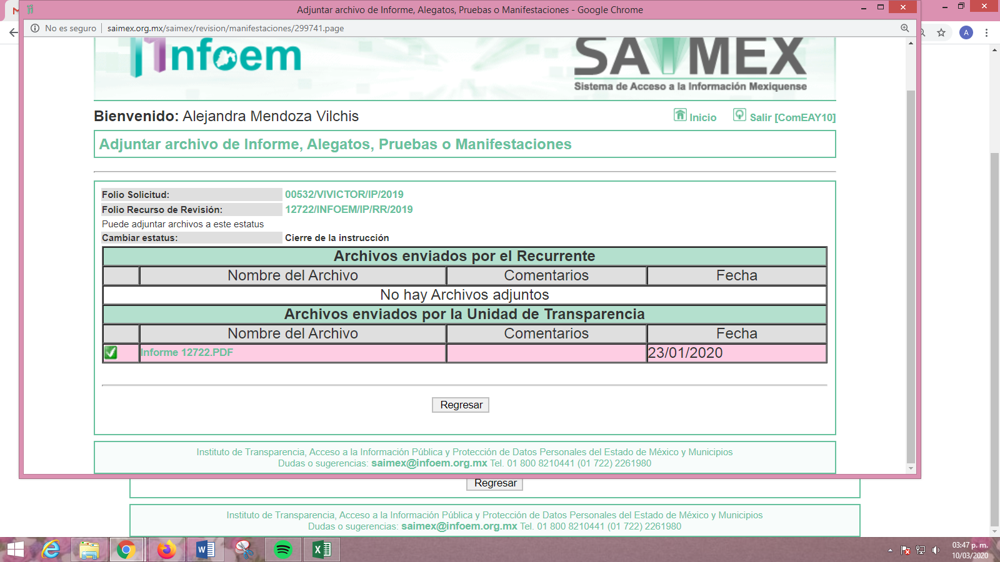 Adjuntar archivo de Informe, Alegatos, Pruebas o Manifestaciones - Google Chrome
No es seguro saimex.org.mx/saimex/revision/manifestaciones/299741.page
A
infoem
SAIMEX
Sistema de Acceso a la Información Mexiquense
Bienvenido: Alejandra Mendoza Vilchis
Inicio Salir [ComEAY10]
Adjuntar archivo de Informe, Alegatos, Pruebas o Manifestaciones
Folio Solicitud: 00532/VIVICTOR/IP/2019
Folio Recurso de Revisión: 12722/INFOEM/IP/RR/2019
Puede adjuntar archivos a este estatus
Cambiar estatus: Cierre de la instrucción
Archivos enviados por el Recurrente
Nombre del Archivo Comentarios Fecha
No hay Archivos adjuntos
Archivos enviados por la Unidad de Transparencia
Nombre del Archivo Comentarios Fecha
Informe 12722.PDF 23/01/2020
Regresar
Instituto de Transparencia, Acceso a la Información Pública y Protección de Datos Personales del Estado de México y Municipios
Dudas o sugerencias: saimex@infoem.org.mx Tel. 01 800 8210441 (01 722) 2261980
Regresar
Instituto de Transparencia, Acceso a la Información Pública y Protección de Datos Personales del Estado de México y Municipios
Dudas o sugerencias: saimex@infoem.org.mx Tel. 01 800 8210441 (01 722) 2261980
03:47 p. m.
10/03/2020